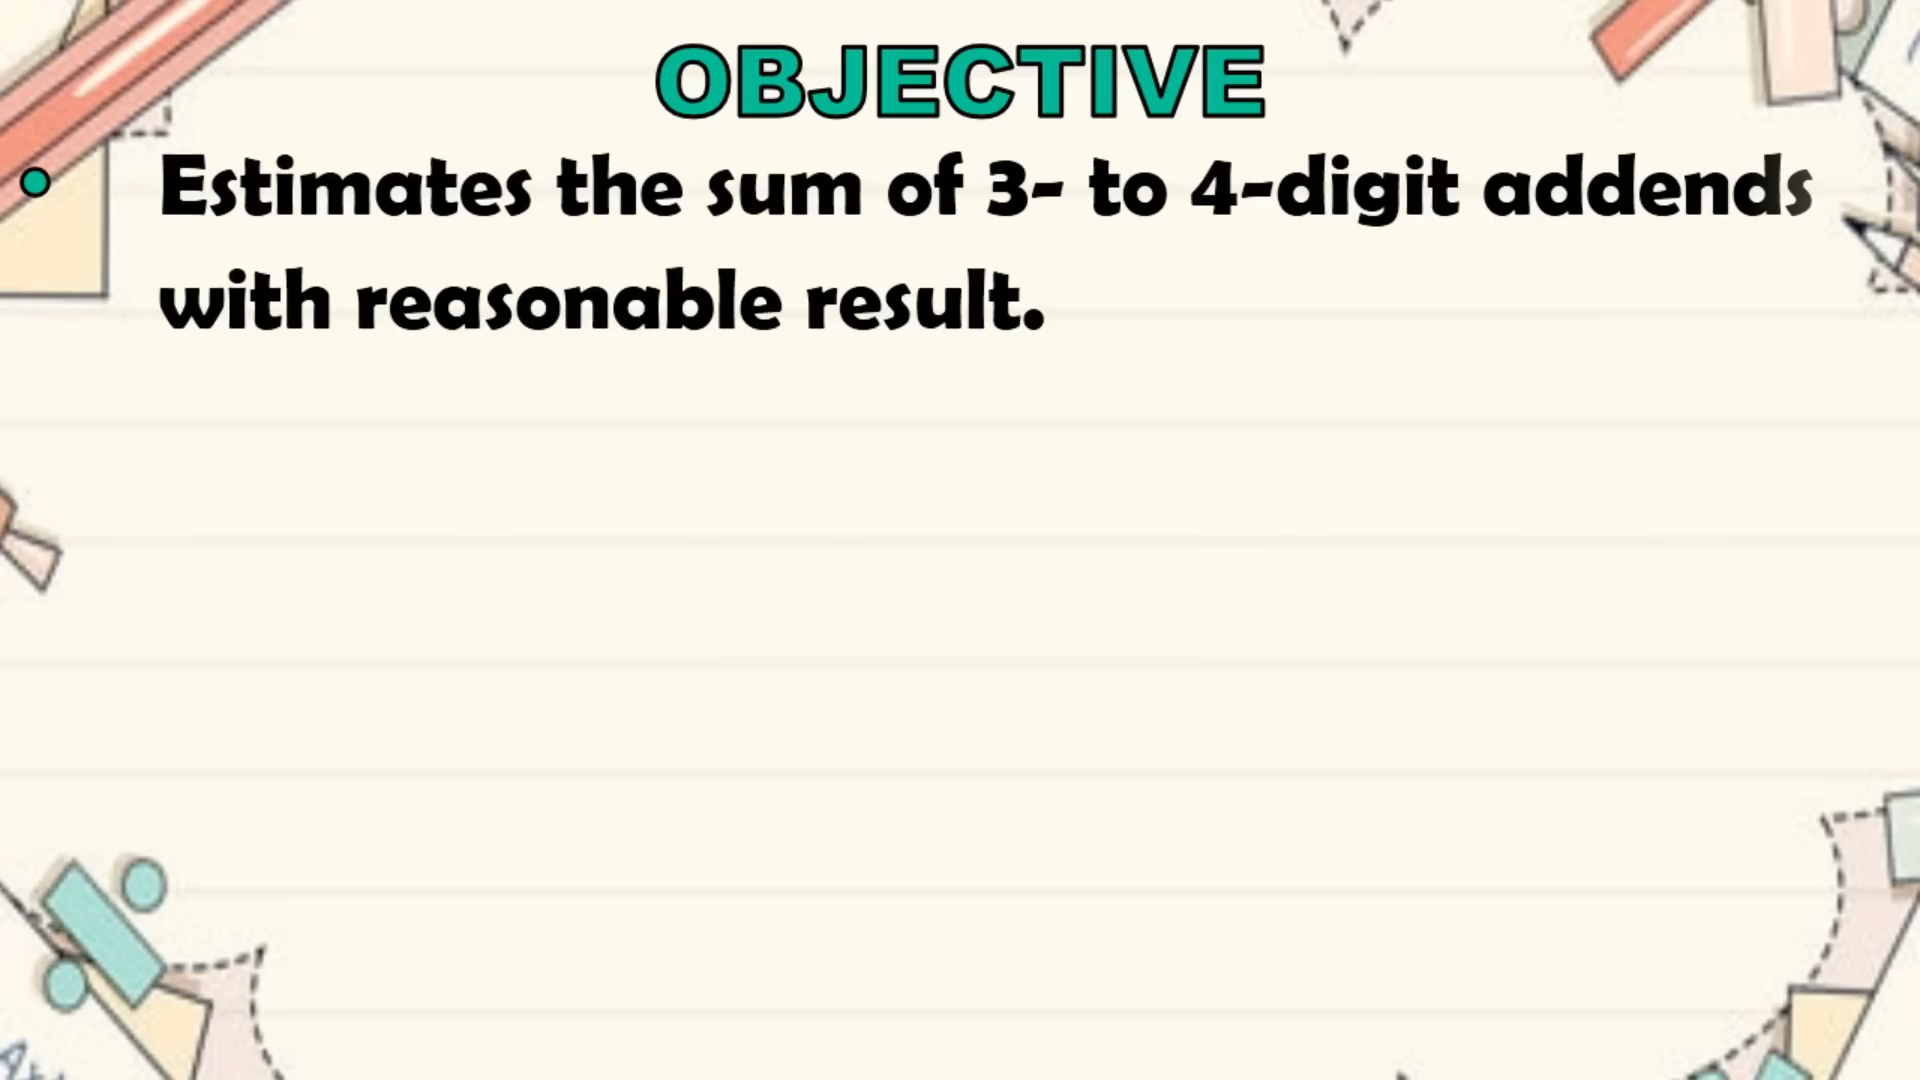 OBJECTIVE
• Estimates the sum of 3- to 4-digit addends
with reasonable result.